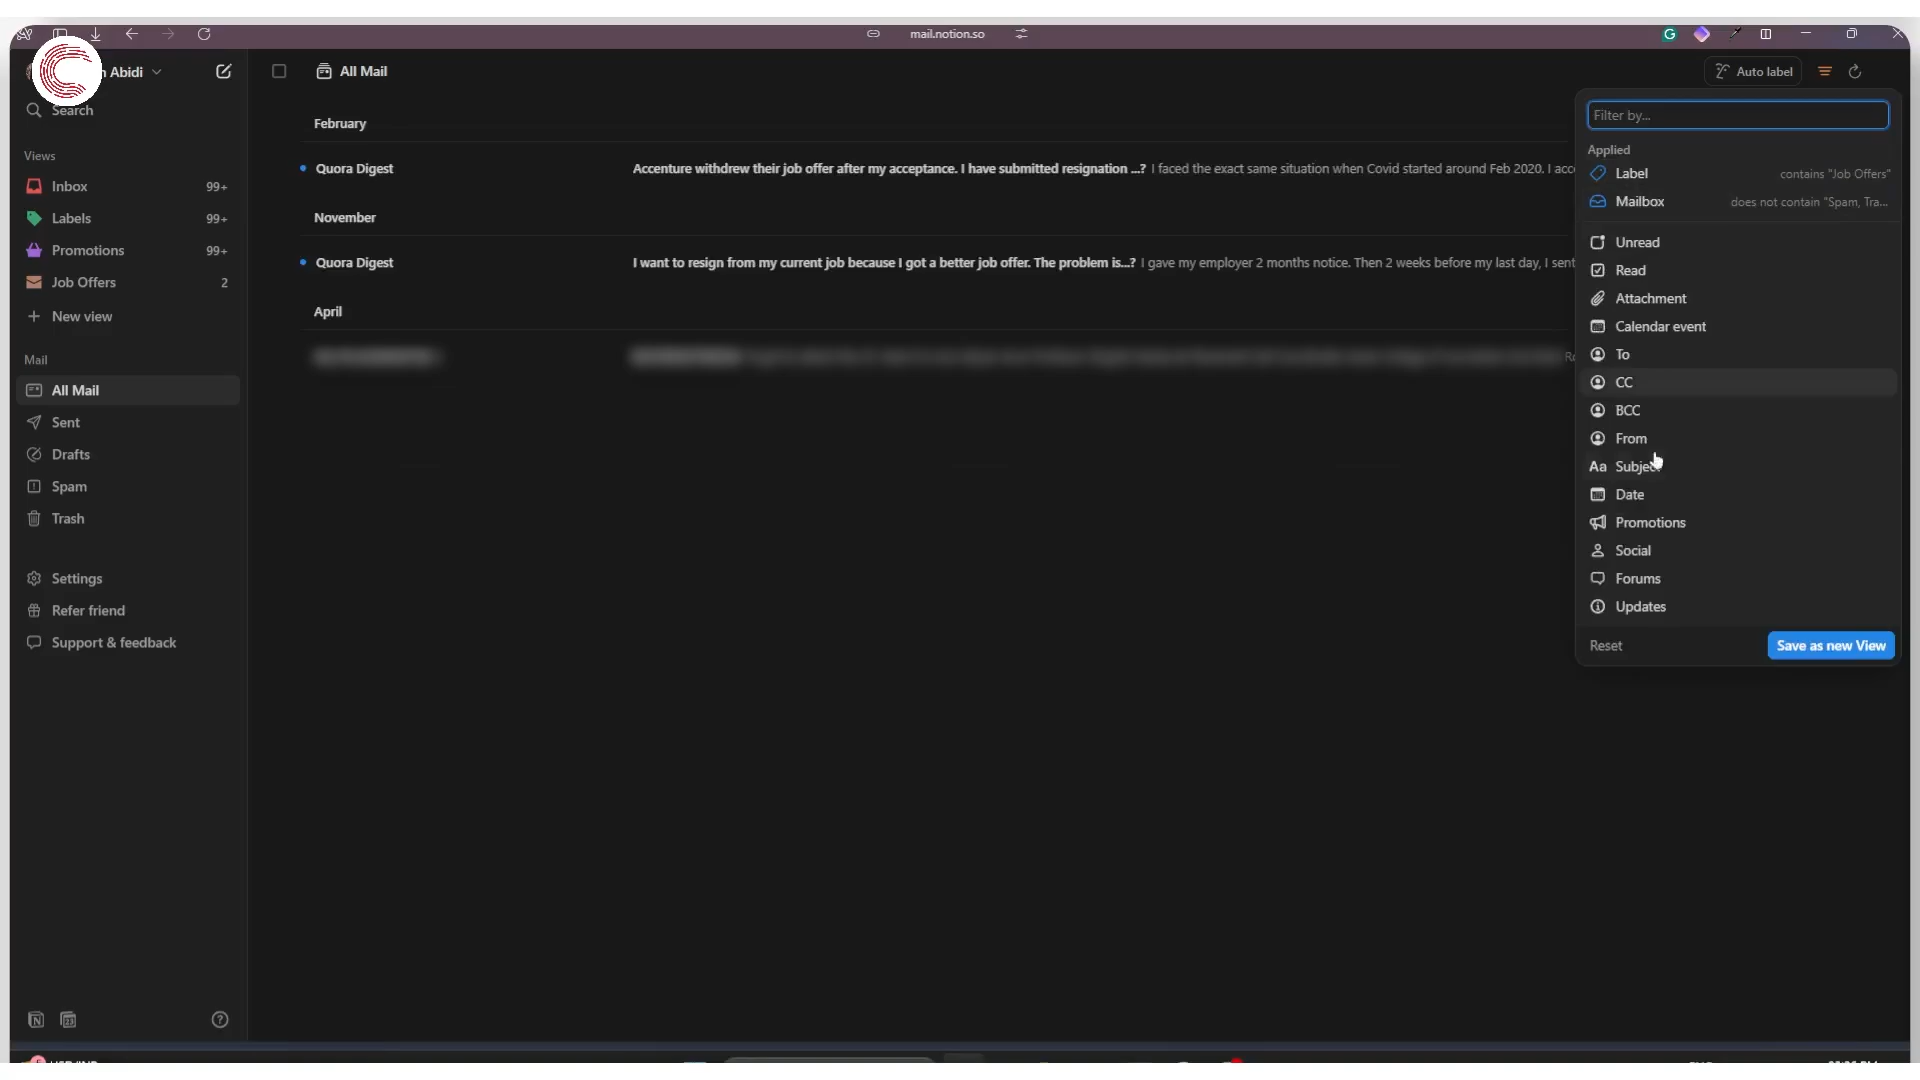 mail.notion.so
Abidi
Search
Views
Inbox 99+
Labels 99+
Promotions 99+
Job Offers 2
New view
Mail
All Mail
Sent
Drafts
Spam
Trash
Settings
Refer friend
Support & feedback
All Mail
Auto label
February
Quora Digest Accenture withdrew their job offer after my acceptance. I have submitted resignation ...? I faced the exact same situation when Covid started around Feb 2020. I acc
November
Quora Digest I want to resign from my current job because I got a better job offer. The problem is...? I gave my employer 2 months notice. Then 2 weeks before my last day, I sent
April
Filter by...
Applied
Label contains "Job Offers"
Mailbox does not contain "Spam, Tra...
Unread
Read
Attachment
Calendar event
To
CC
BCC
From
Aa Subject
Date
Promotions
Social
Forums
Updates
Reset Save as new View